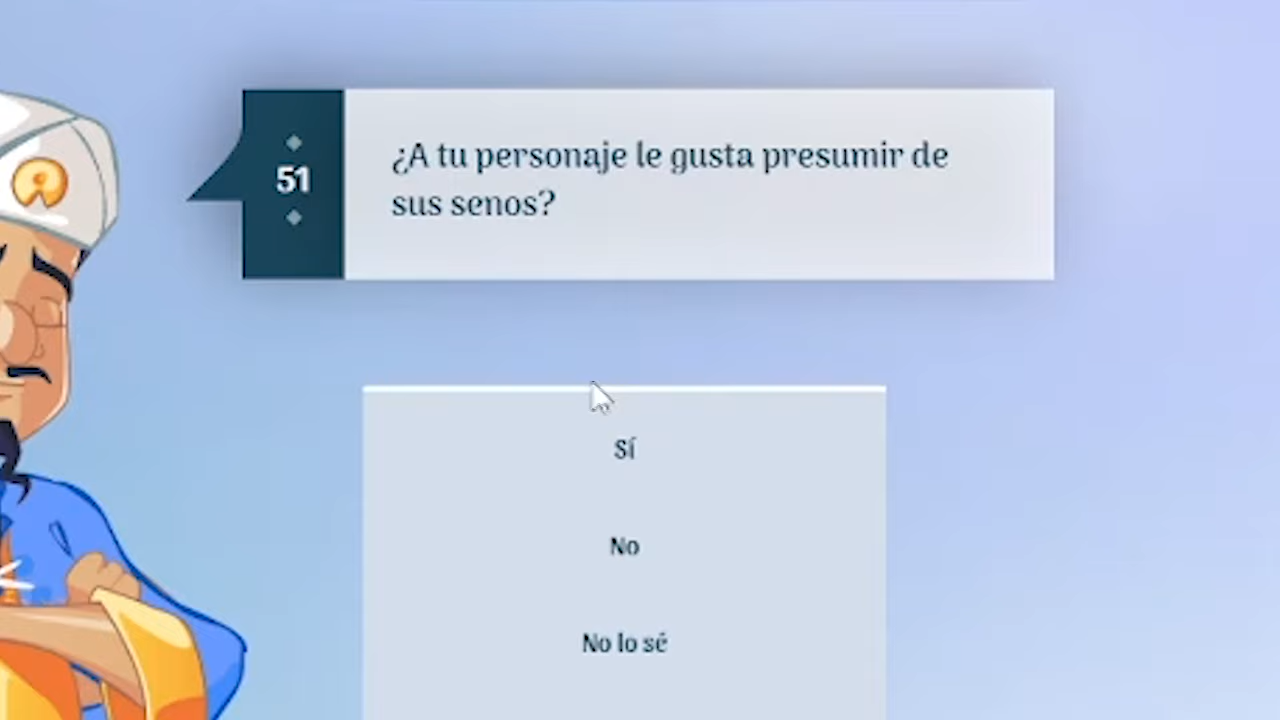 51
¿A tu personaje le gusta presumir de
sus senos?
Sí
No
No lo sé